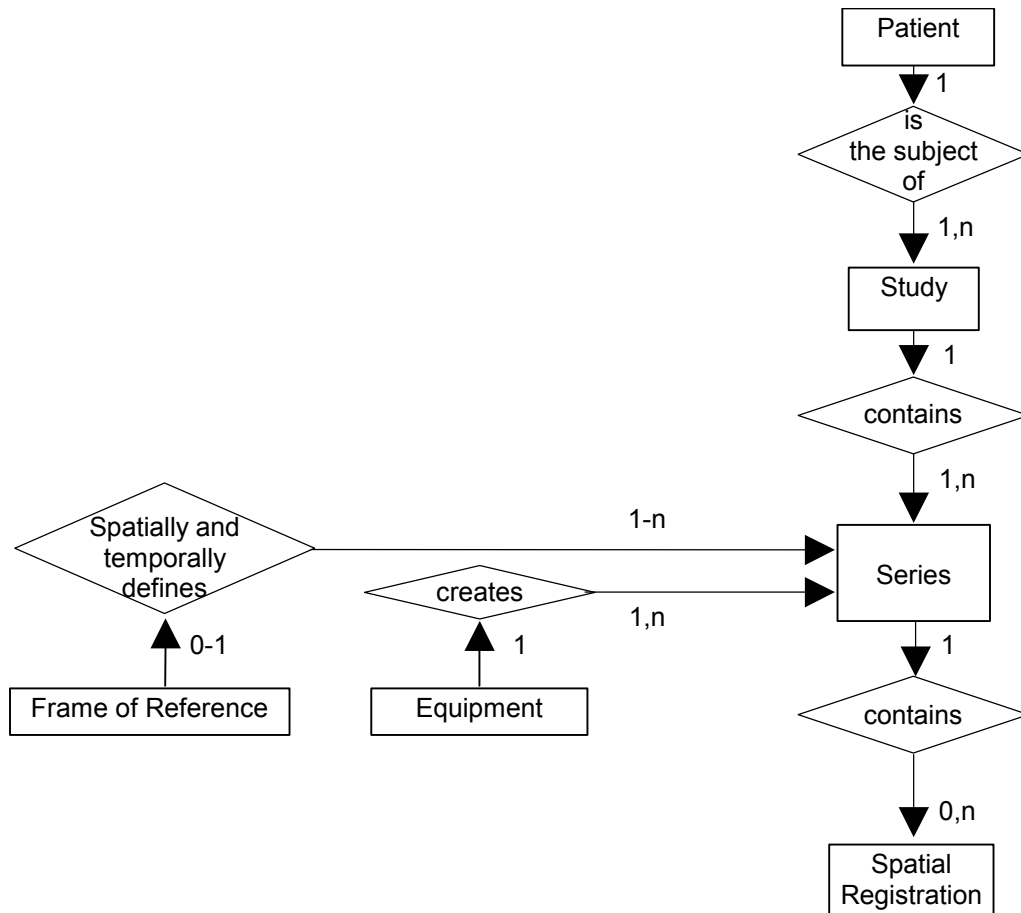 Patient
1
is
the subject
of
1,n
Study
1
contains
1,n
Spatially and
temporally
defines
1-n
Series
creates
1,n
0-1
1
1
Frame of Reference
Equipment
contains
0,n
Spatial
Registration